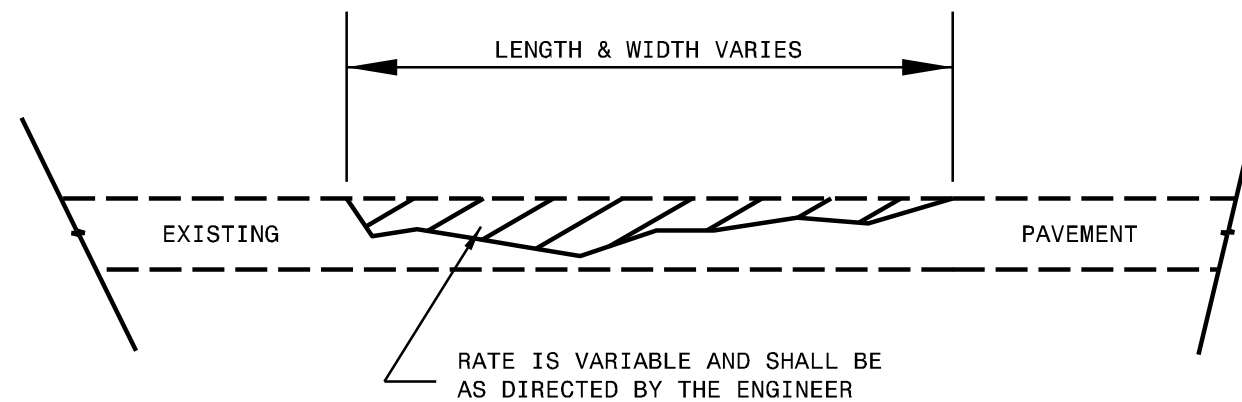 LENGTH & WIDTH VARIES
EXISTING
PAVEMENT
RATE IS VARIABLE AND SHALL BE
AS DIRECTED BY THE ENGINEER